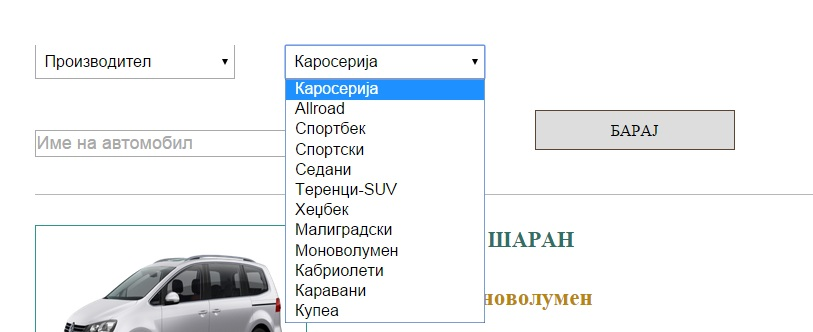 Производител
Каросерија
Каросерија
Allroad
Спортбек
Спортски
Седани
Теренци-SUV
Хеџбек
Малиградски
Моноволумен
Кабриолети
Каравани
Купеа
Име на автомобил
БАРАЈ
ШАРАН
новолумен